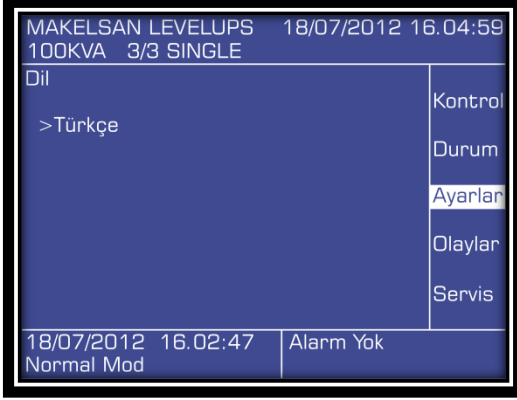 MAKELSAN LEVELUPS 18/07/2012 16.04:59
100KVA 3/3 SINGLE
Dil
>Türkçe
Kontrol
Durum
Ayarlar
Olaylar
Servis
18/07/2012 16.02:47 Alarm Yok
Normal Mod